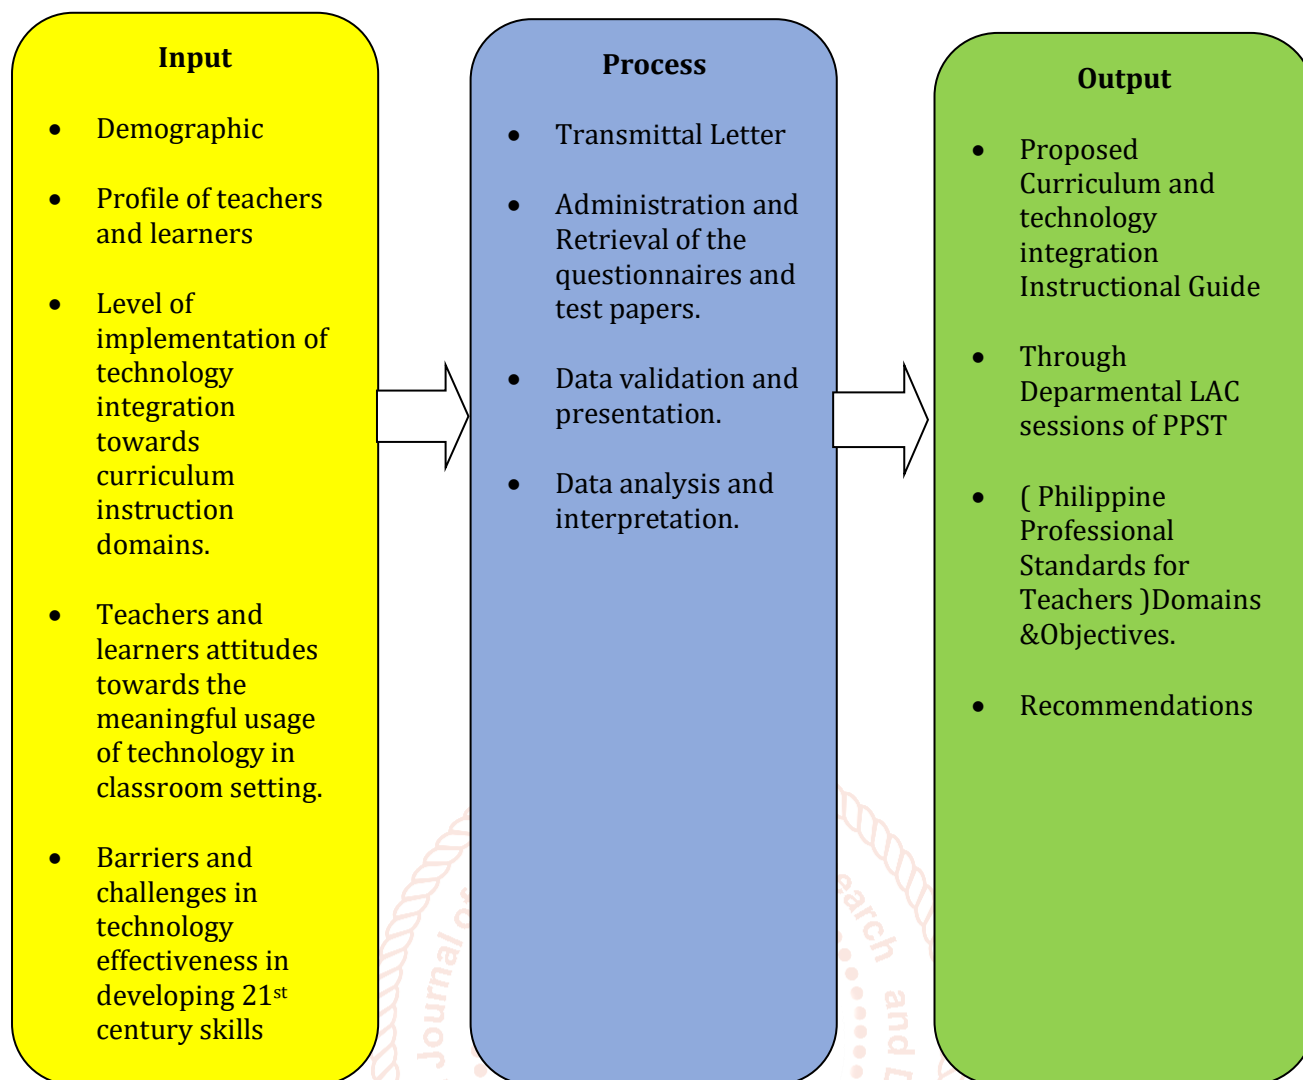 Input
• Demographic
• Profile of teachers
and learners
• Level of
implementation of
technology
integration
towards
curriculum
instruction
domains.
• Teachers and
learners attitudes
towards the
meaningful usage
of technology in
classroom setting.
• Barriers and
challenges in
technology
effectiveness in
developing 21st
century skills
Process
• Transmittal Letter
• Administration and
Retrieval of the
questionnaires and
test papers.
• Data validation and
presentation.
• Data analysis and
interpretation.
Output
• Proposed
Curriculum and
technology
integration
Instructional Guide
• Through
Deparmental LAC
sessions of PPST
• ( Philippine
Professional
Standards for
Teachers )Domains
&Objectives.
• Recommendations
Journal of
and